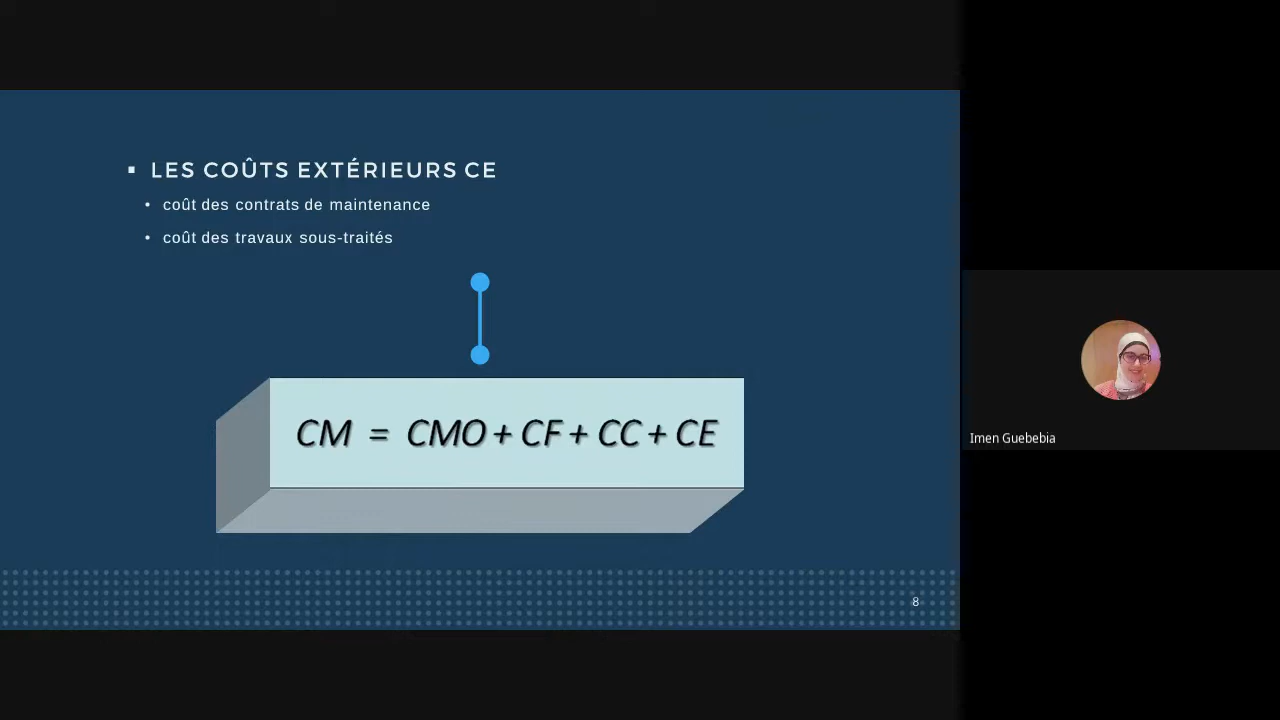 ▪ LES COÛTS EXTÉRIEURS CE
• coût des contrats de maintenance
• coût des travaux sous-traités
CM = CMO + CF + CC + CE
8
Imen Guebebia